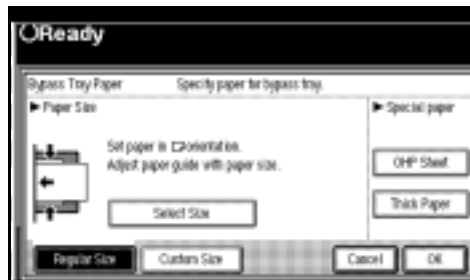 Ready
Bypass Tray Paper Specify paper for bypass tray.
► Paper Size ► Special paper
Set paper in orientation.
Adjust paper guide with paper size.
OHP Sheet
Select Size Thick Paper
Regular Size Custom Size Cancel OK